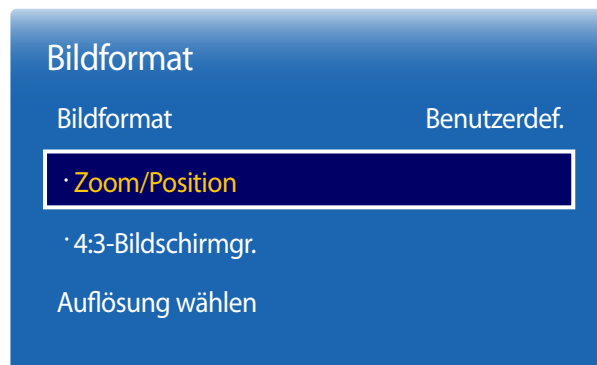 Bildformat
Bildformat Benutzerdef.
· Zoom/Position
· 4:3-Bildschirmgr.
Auflösung wählen